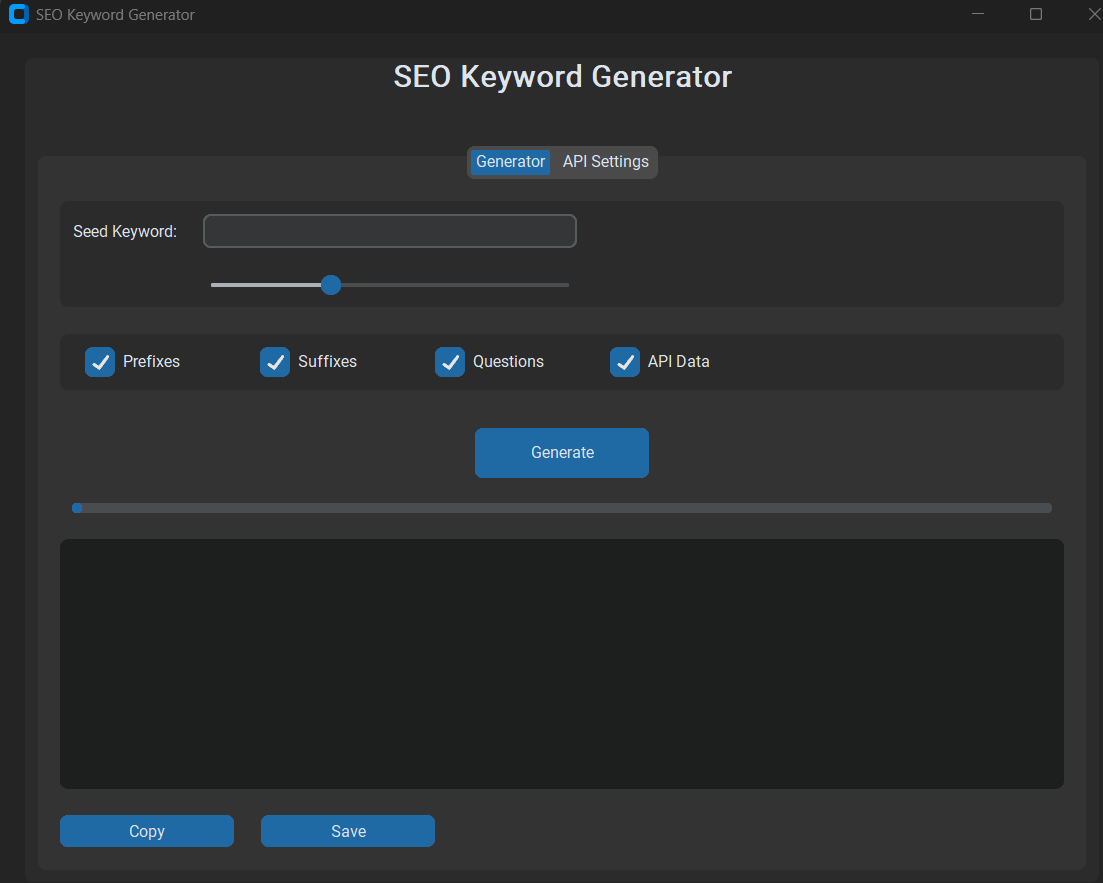 SEO Keyword Generator
SEO Keyword Generator
Generator API Settings
Seed Keyword:
Prefixes Suffixes Questions API Data
Generate
Copy Save